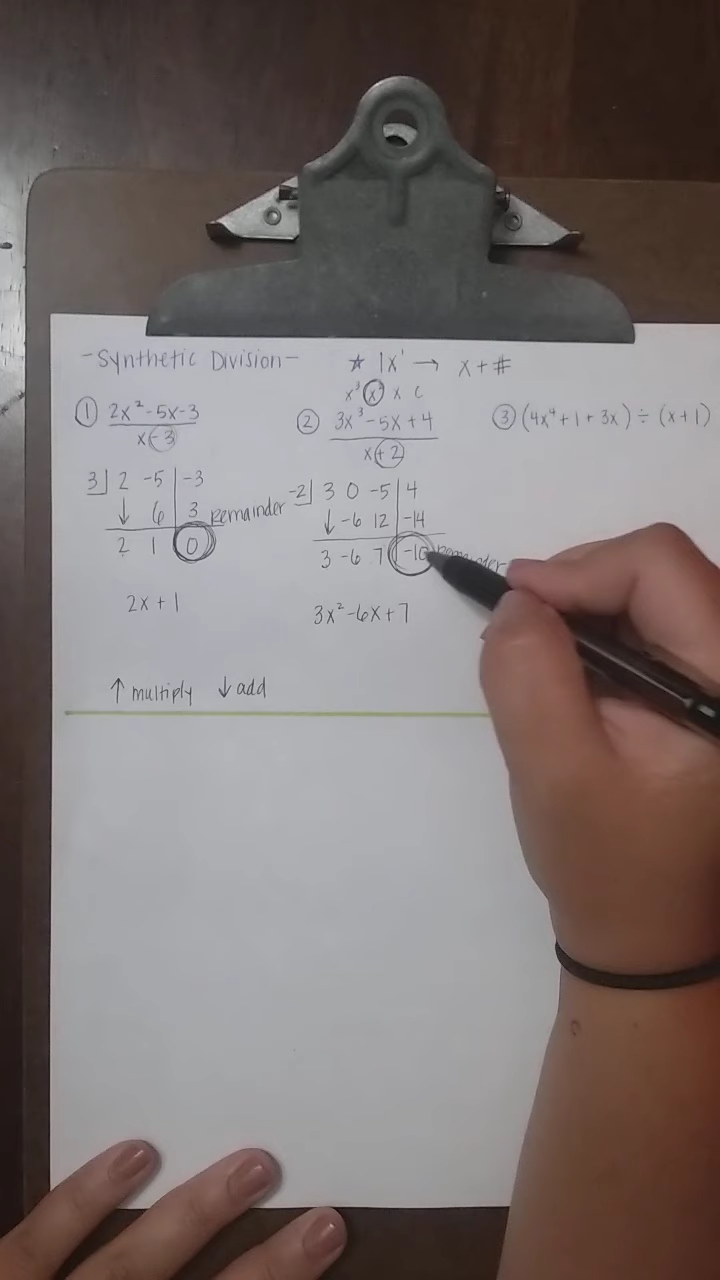 -Synthetic Division- ☆ 1x¹ → x + #
x³ x² x c
① 2x² - 5x - 3
x - 3
② 3x³ - 5x + 4
x + 2
③ (4x⁴ + 1 + 3x) ÷ (x + 1)
3 2 -5 -3
↓ 6 3 Remainder
2 1 0
2x + 1
-2 3 0 -5 4
↓ -6 12 -14
3 -6 7 -10 Remainder
3x² - 6x + 7
↑ multiply ↓ add